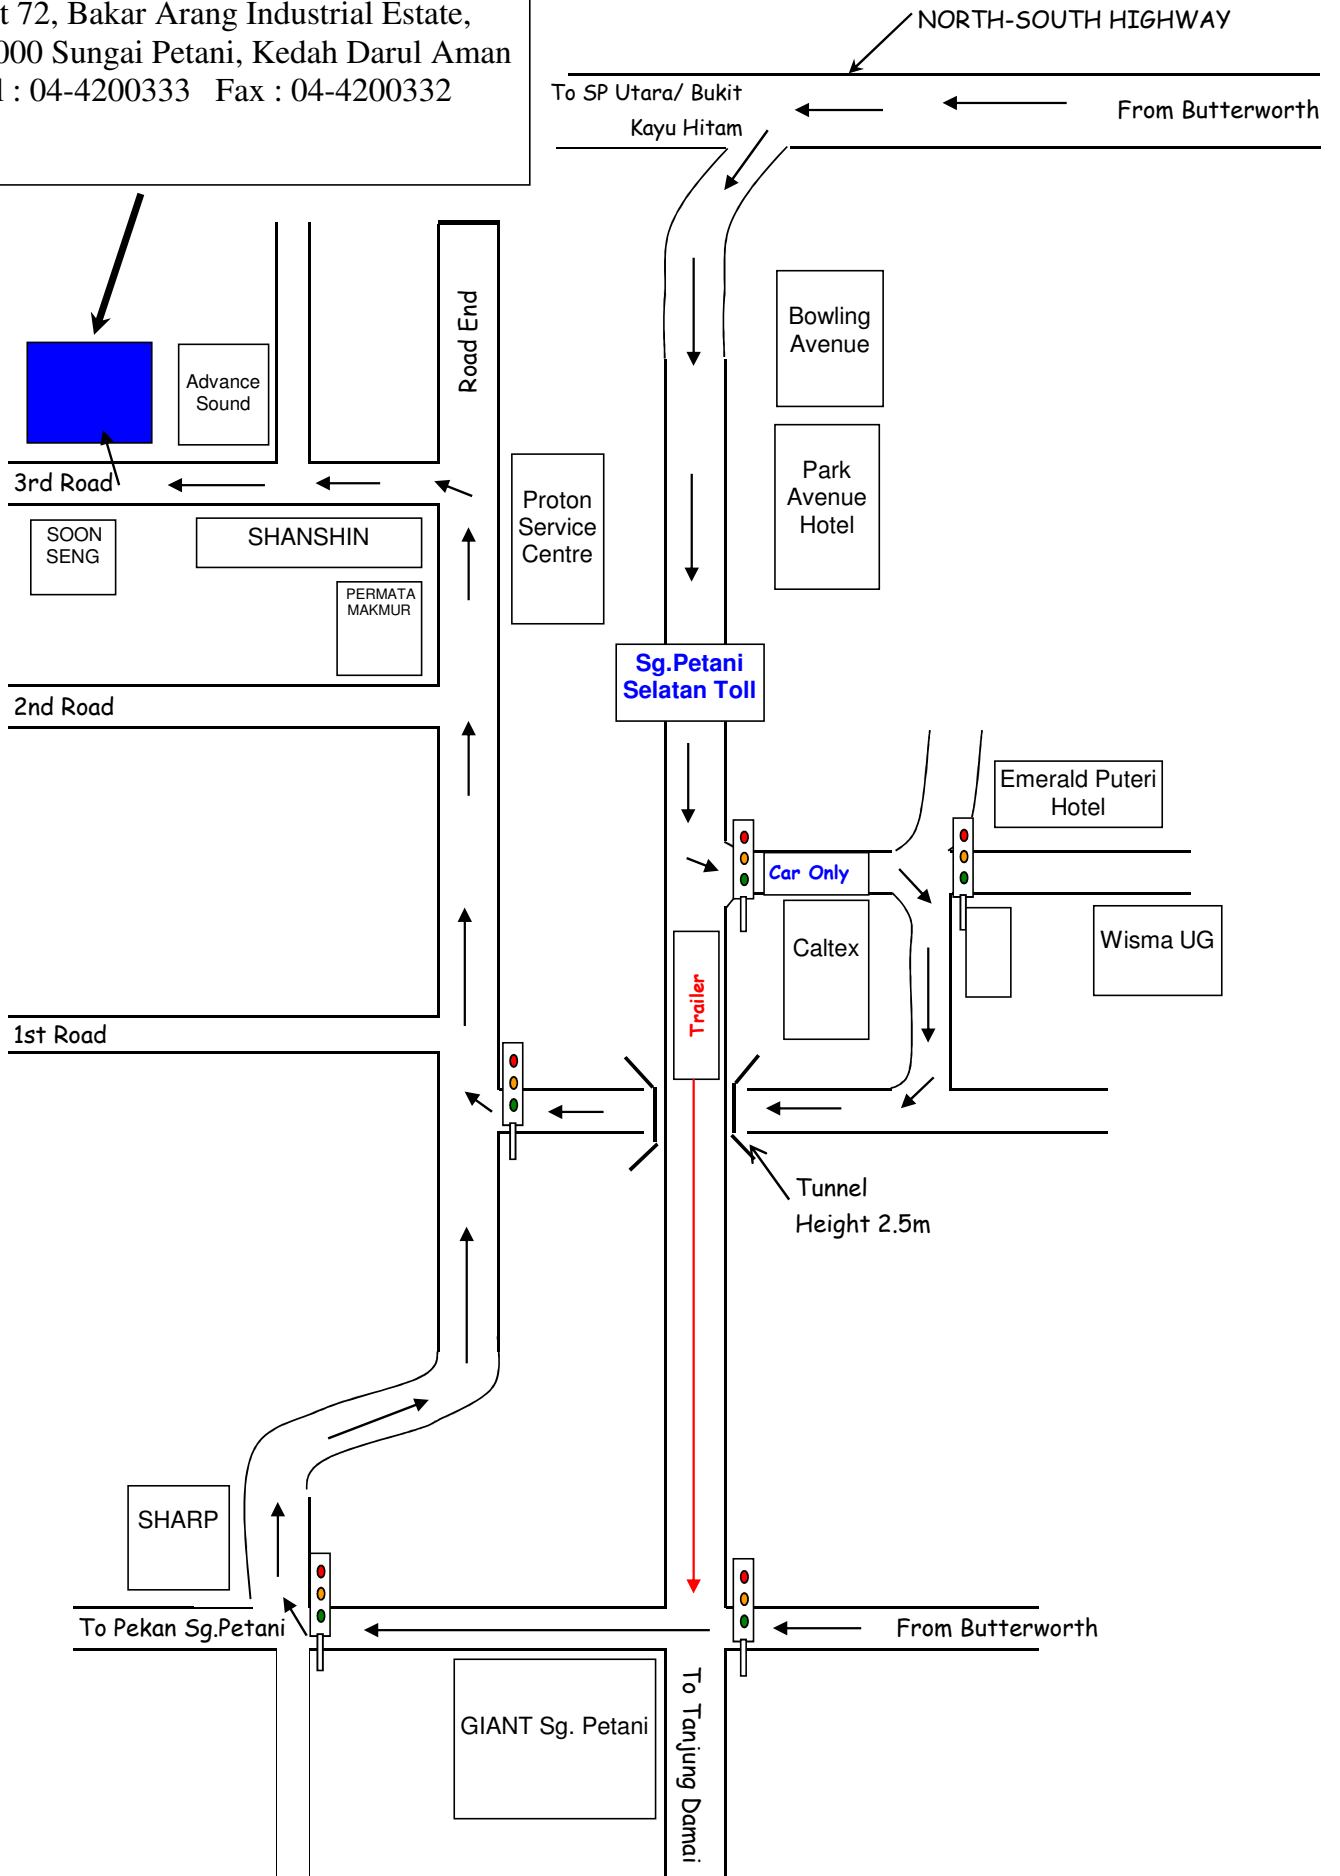 72, Bakar Arang Industrial Estate,
000 Sungai Petani, Kedah Darul Aman
: 04-4200333 Fax : 04-4200332
NORTH-SOUTH HIGHWAY
To SP Utara/ Bukit
Kayu Hitam
From Butterworth
Road End
Bowling
Avenue
Advance
Sound
Park
Avenue
Hotel
3rd Road
Proton
Service
Centre
SOON
SENG
SHANSHIN
PERMATA
MAKMUR
Sg.Petani
Selatan Toll
2nd Road
Emerald Puteri
Hotel
Car Only
Caltex
Wisma UG
Trailer
1st Road
Tunnel
Height 2.5m
SHARP
To Pekan Sg.Petani
From Butterworth
GIANT Sg. Petani
To Tanjung Damai